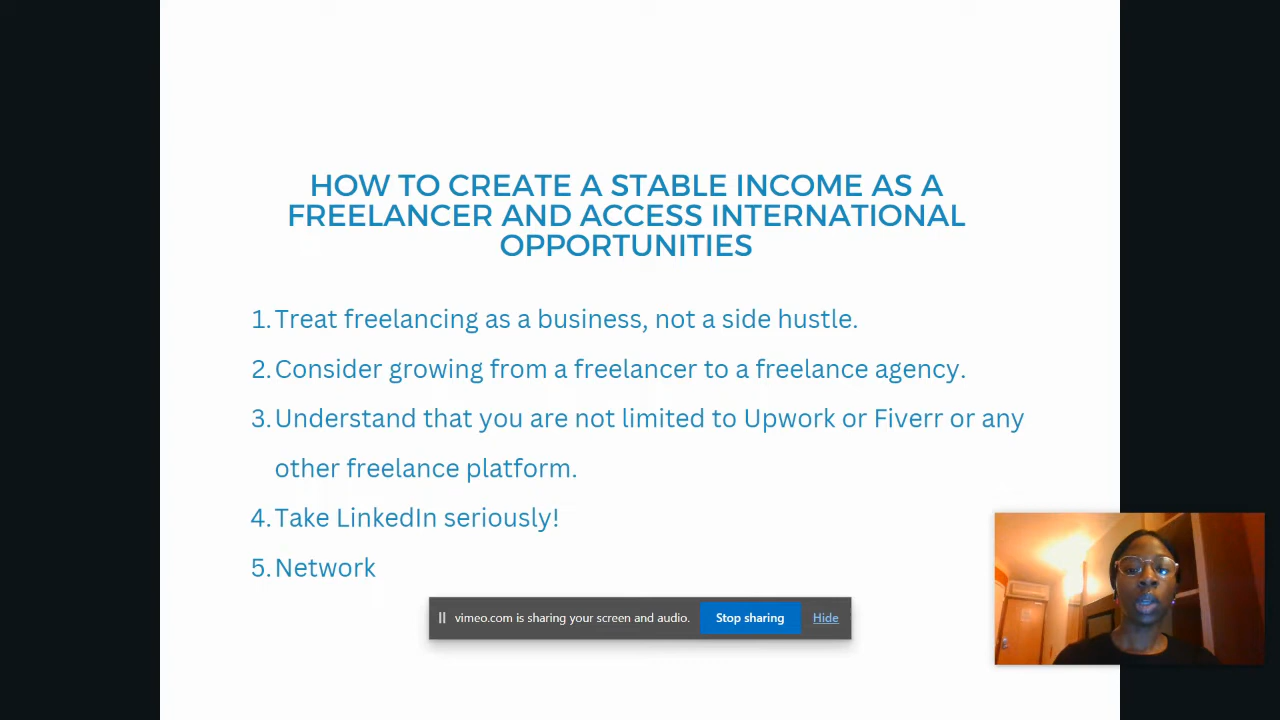 HOW TO CREATE A STABLE INCOME AS A
FREELANCER AND ACCESS INTERNATIONAL
OPPORTUNITIES
1. Treat freelancing as a business, not a side hustle.
2. Consider growing from a freelancer to a freelance agency.
3. Understand that you are not limited to Upwork or Fiverr or any
other freelance platform.
4. Take LinkedIn seriously!
5. Network
vimeo.com is sharing your screen and audio. Stop sharing Hide